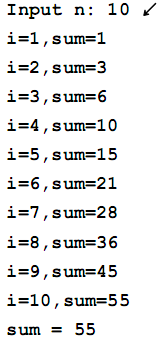 Input n: 10 ↙
i=1,sum=1
i=2,sum=3
i=3,sum=6
i=4,sum=10
i=5,sum=15
i=6,sum=21
i=7,sum=28
i=8,sum=36
i=9,sum=45
i=10,sum=55
sum = 55